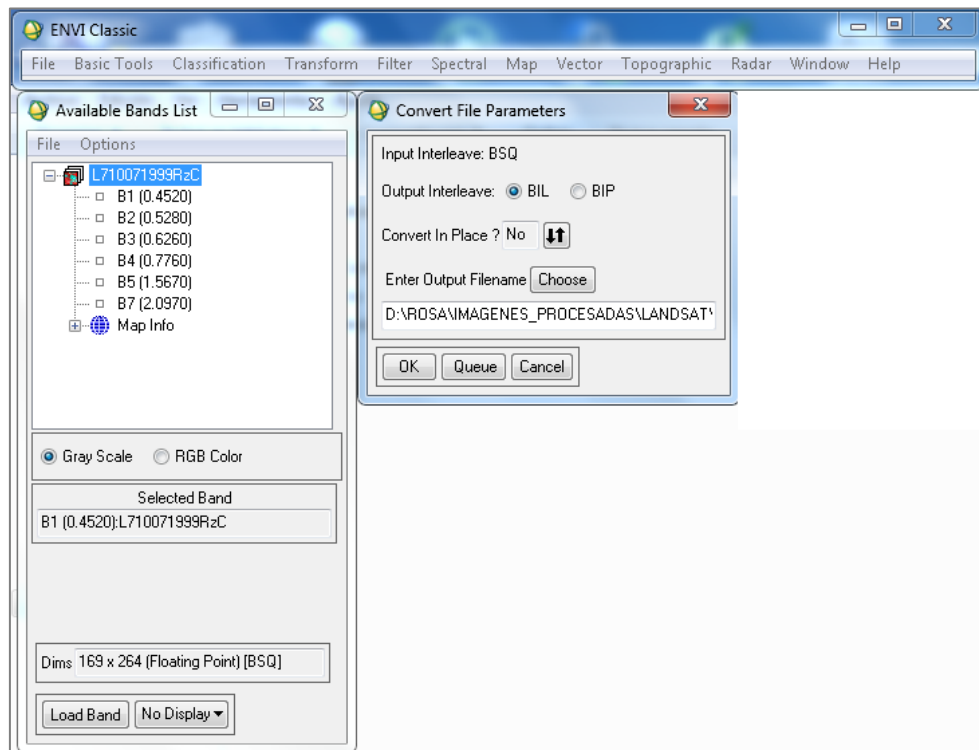 ENVI Classic
File Basic Tools Classification Transform Filter Spectral Map Vector Topographic Radar Window Help
Available Bands List
File Options
L710071999RzC
B1 (0.4520)
B2 (0.5280)
B3 (0.6260)
B4 (0.7760)
B5 (1.5670)
B7 (2.0970)
Map Info
Gray Scale RGB Color
Selected Band
B1 (0.4520):L710071999RzC
Dims 169 x 264 (Floating Point) [BSQ]
Load Band No Display
Convert File Parameters
Input Interleave: BSQ
Output Interleave: BIL BIP
Convert In Place ? No
Enter Output Filename Choose
D:\ROSA\IMAGENES_PROCESADAS\LANDSAT\
OK Queue Cancel